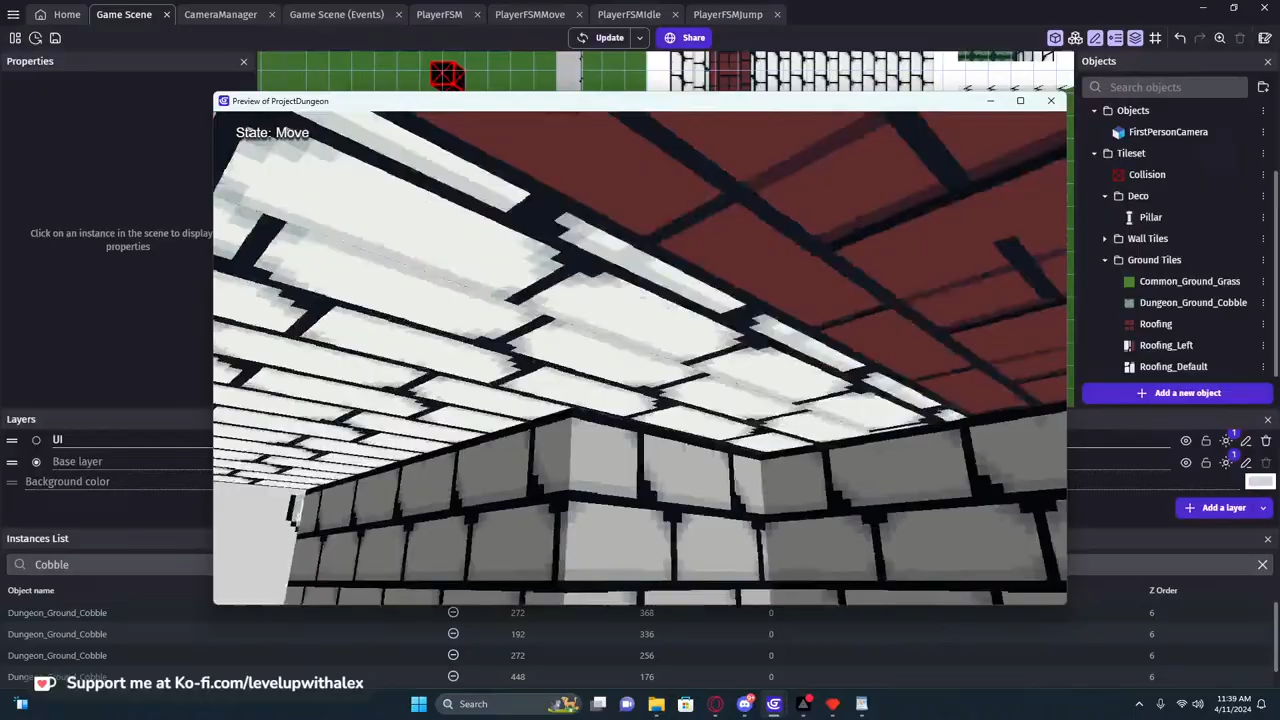 Home
Game Scene
CameraManager
Game Scene (Events)
PlayerFSM
PlayerFSMMove
PlayerFSMIdle
PlayerFSMJump
Update
Share
Properties
Objects
Preview of ProjectDungeon
Search objects
State: Move
Objects
FirstPersonCamera
Tileset
Collision
Deco
Pillar
Click on an instance in the scene to display
properties
Wall Tiles
Ground Tiles
Common_Ground_Grass
Dungeon_Ground_Cobble
Roofing
Roofing_Left
Roofing_Default
Add a new object
Layers
UI
1
Base layer
1
Background color
Add a layer
Instances List
Cobble
Object name
Z Order
Dungeon_Ground_Cobble 272 368 0 6
Dungeon_Ground_Cobble 192 336 0 6
Dungeon_Ground_Cobble 272 256 0 6
448 176 0 6
Support me at Ko-fi.com/levelupwithalex
Search
11:39 AM
4/11/2024